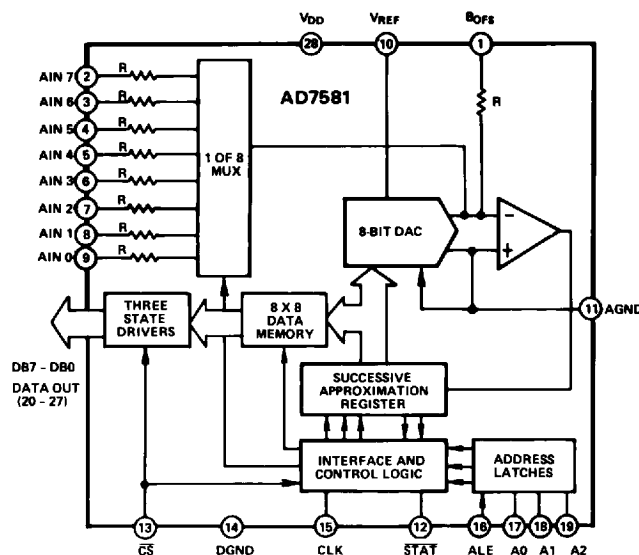 VDD
VREF
BOFS
28
10
1
AD7581
AIN 7 2 R
AIN 6 3 R
AIN 5 4 R
AIN 4 5 R
AIN 3 6 R
AIN 2 7 R
AIN 1 8 R
AIN 0 9 R
1 OF 8
MUX
R
8-BIT DAC
–
+
11 AGND
THREE
STATE
DRIVERS
8 X 8
DATA
MEMORY
DB7 – DB0
DATA OUT
(20 – 27)
SUCCESSIVE
APPROXIMATION
REGISTER
INTERFACE AND
CONTROL LOGIC
ADDRESS
LATCHES
13
14
15
12
16
17
18
19
C̅S̅
DGND
CLK
S̅T̅A̅T̅
ALE
A0
A1
A2